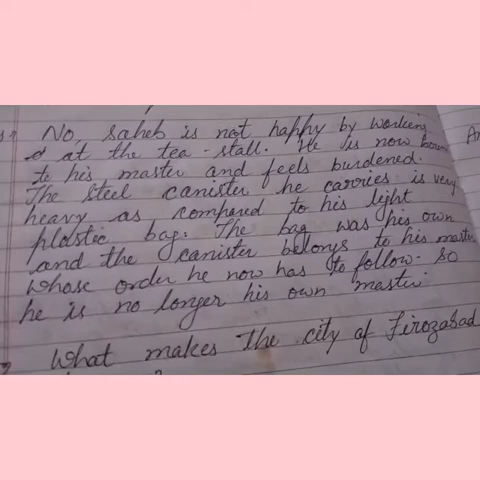 No, saheb is not happy by working
at the tea-stall. He is now bound
to his master and feels burdened.
The steel canister he carries is very
heavy as compared to his light
plastic bag. The bag was his own
and the canister belongs to his master
whose order he now has to follow. So
he is no longer his own master.
What makes the city of Firozabad